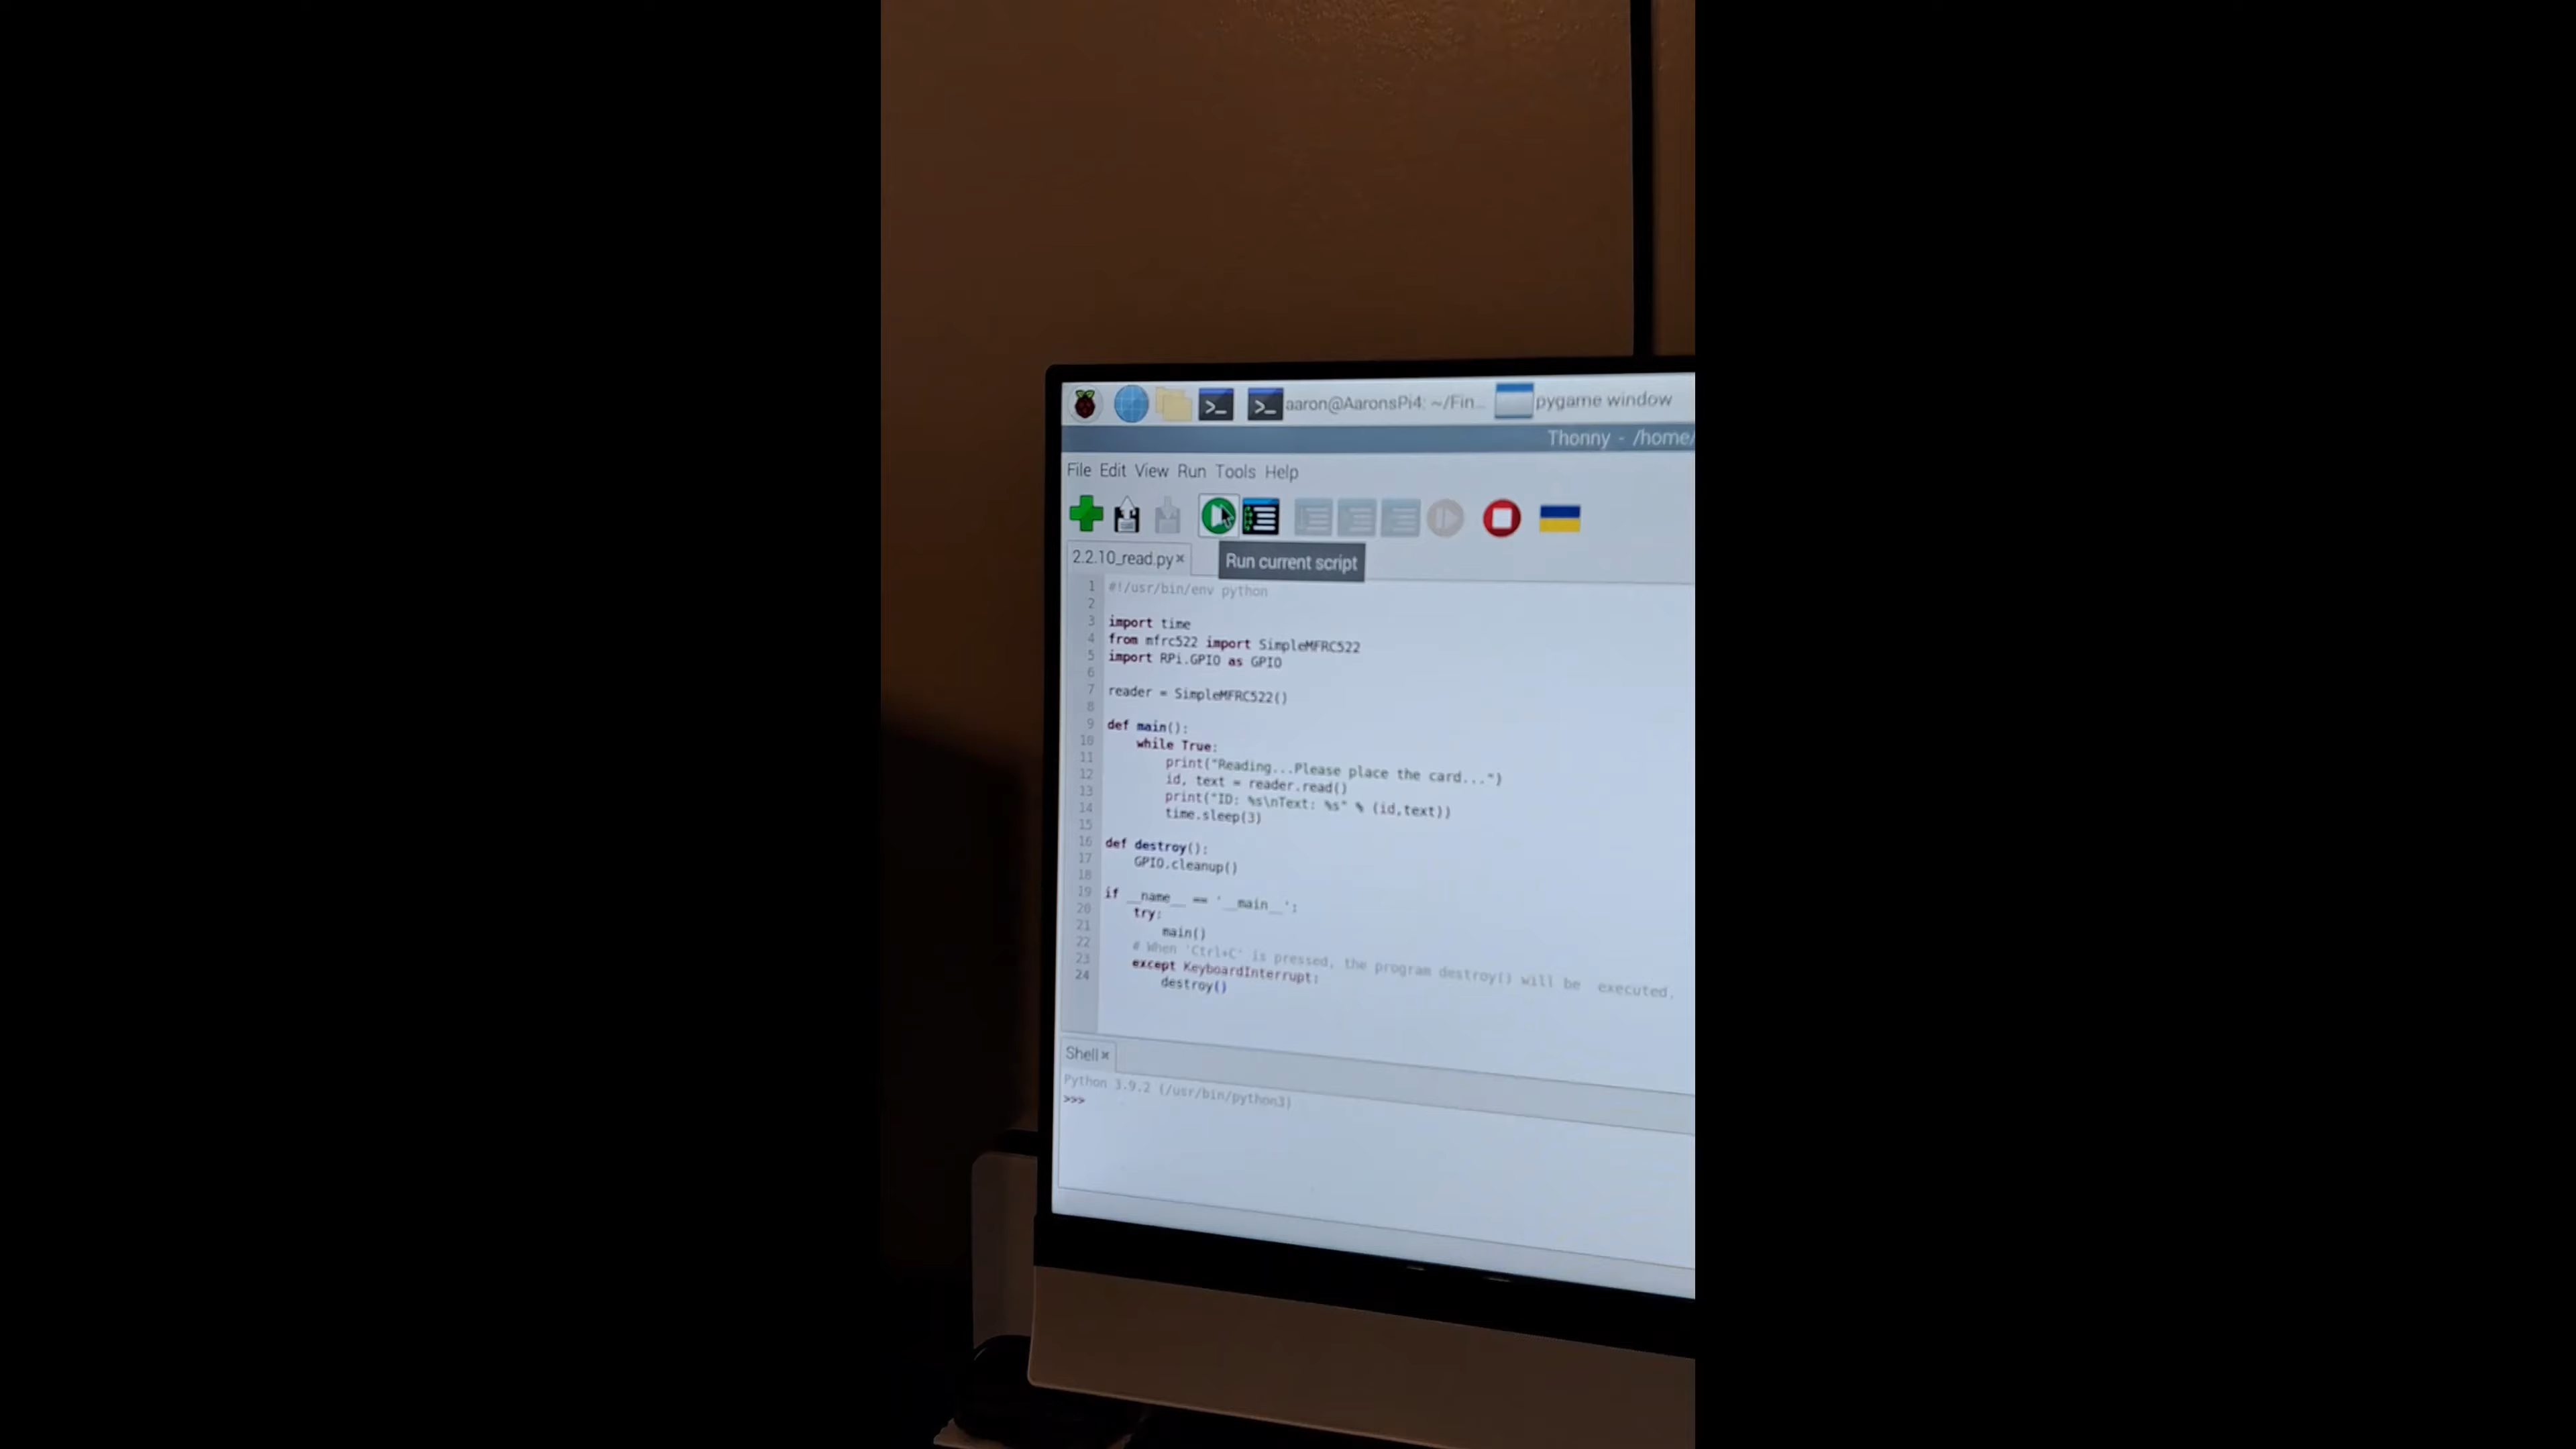 aaron@AaronsPi4: ~/Fin... pygame window
Thonny - /home/
File Edit View Run Tools Help
2.2.10_read.py ×
Run current script
1 #!/usr/bin/env python
2
3 import time
4 from mfrc522 import SimpleMFRC522
5 import RPi.GPIO as GPIO
6
7 reader = SimpleMFRC522()
8
9 def main():
10 while True:
11 print("Reading...Please place the card...")
12 id, text = reader.read()
13 print("ID: %s\nText: %s" % (id,text))
14 time.sleep(3)
15
16 def destroy():
17 GPIO.cleanup()
18
19 if __name__ == '__main__':
20 try:
21 main()
22 # When 'Ctrl+C' is pressed, the program destroy() will be  executed.
23 except KeyboardInterrupt:
24 destroy()
Shell ×
Python 3.9.2 (/usr/bin/python3)
>>>